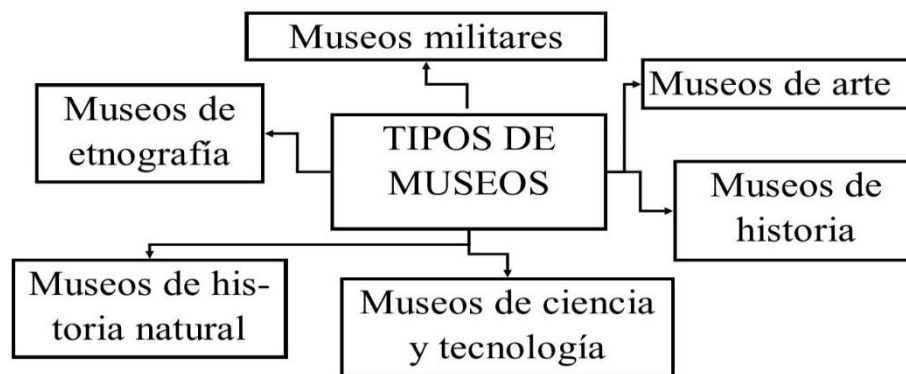 Museos militares
Museos de arte
Museos de
etnografía
TIPOS DE
MUSEOS
Museos de
historia
Museos de his-
toria natural
Museos de ciencia
y tecnología